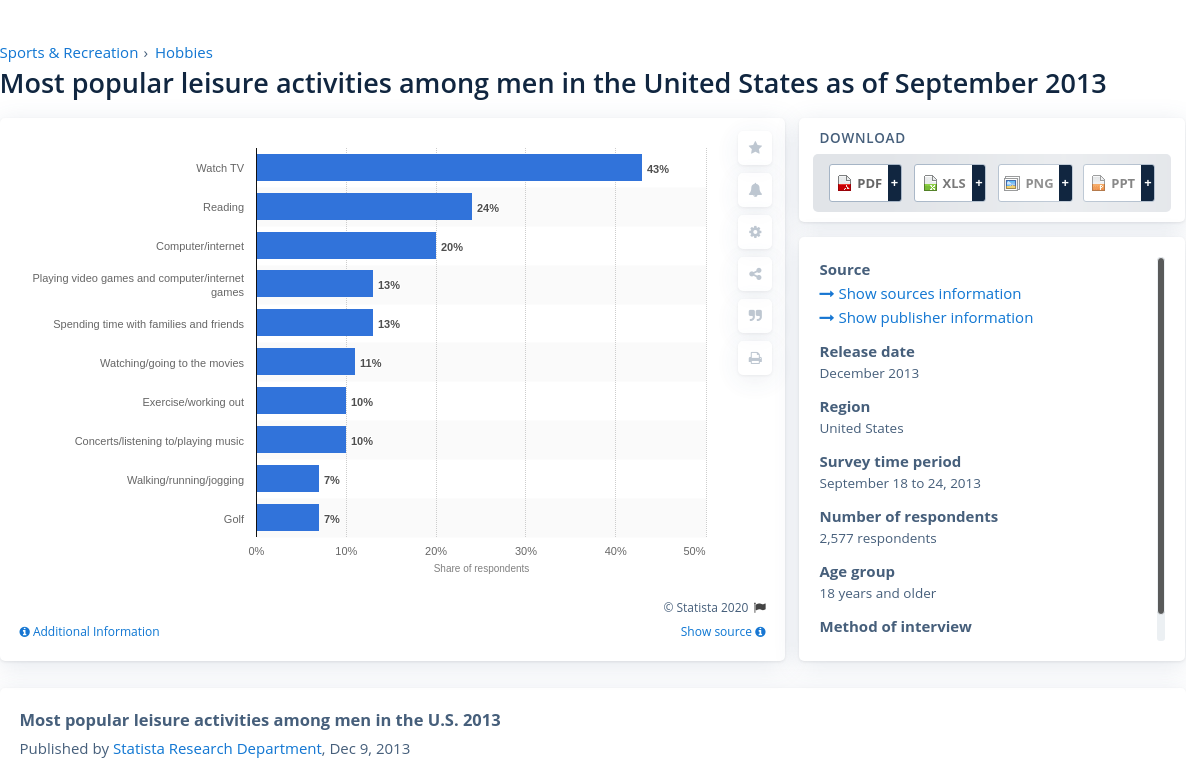 Sports & Recreation › Hobbies
Most popular leisure activities among men in the United States as of September 2013
Watch TV
43%
Reading
24%
Computer/internet
20%
Playing video games and computer/internet
games
13%
Spending time with families and friends
13%
Watching/going to the movies
11%
Exercise/working out
10%
Concerts/listening to/playing music
10%
Walking/running/jogging
7%
Golf
7%
0% 10% 20% 30% 40% 50%
Share of respondents
© Statista 2020
Additional Information
Show source
DOWNLOAD
PDF + XLS + PNG + PPT +
Source
Show sources information
Show publisher information
Release date
December 2013
Region
United States
Survey time period
September 18 to 24, 2013
Number of respondents
2,577 respondents
Age group
18 years and older
Method of interview
Most popular leisure activities among men in the U.S. 2013
Published by Statista Research Department, Dec 9, 2013